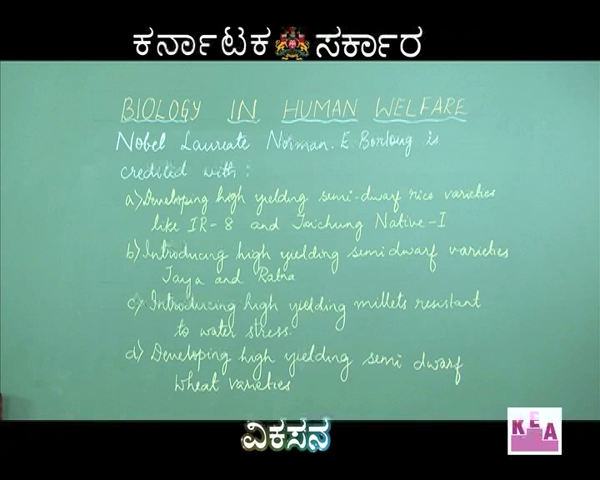 ಕರ್ನಾಟಕ ಸರ್ಕಾರ
BIOLOGY IN HUMAN WELFARE
Nobel Laureate Norman. E. Borloug is
credited with :
a) Developing high yielding semi-dwarf rice varieties
like IR-8 and Taichung Native-I
b) Introducing high yielding semidwarf varieties
Jaya and Ratna
c) Introducing high yielding millets resistant
to water stress
d) Developing high yielding semi dwarf
wheat varieties
ವಿಕಸನ
KEA